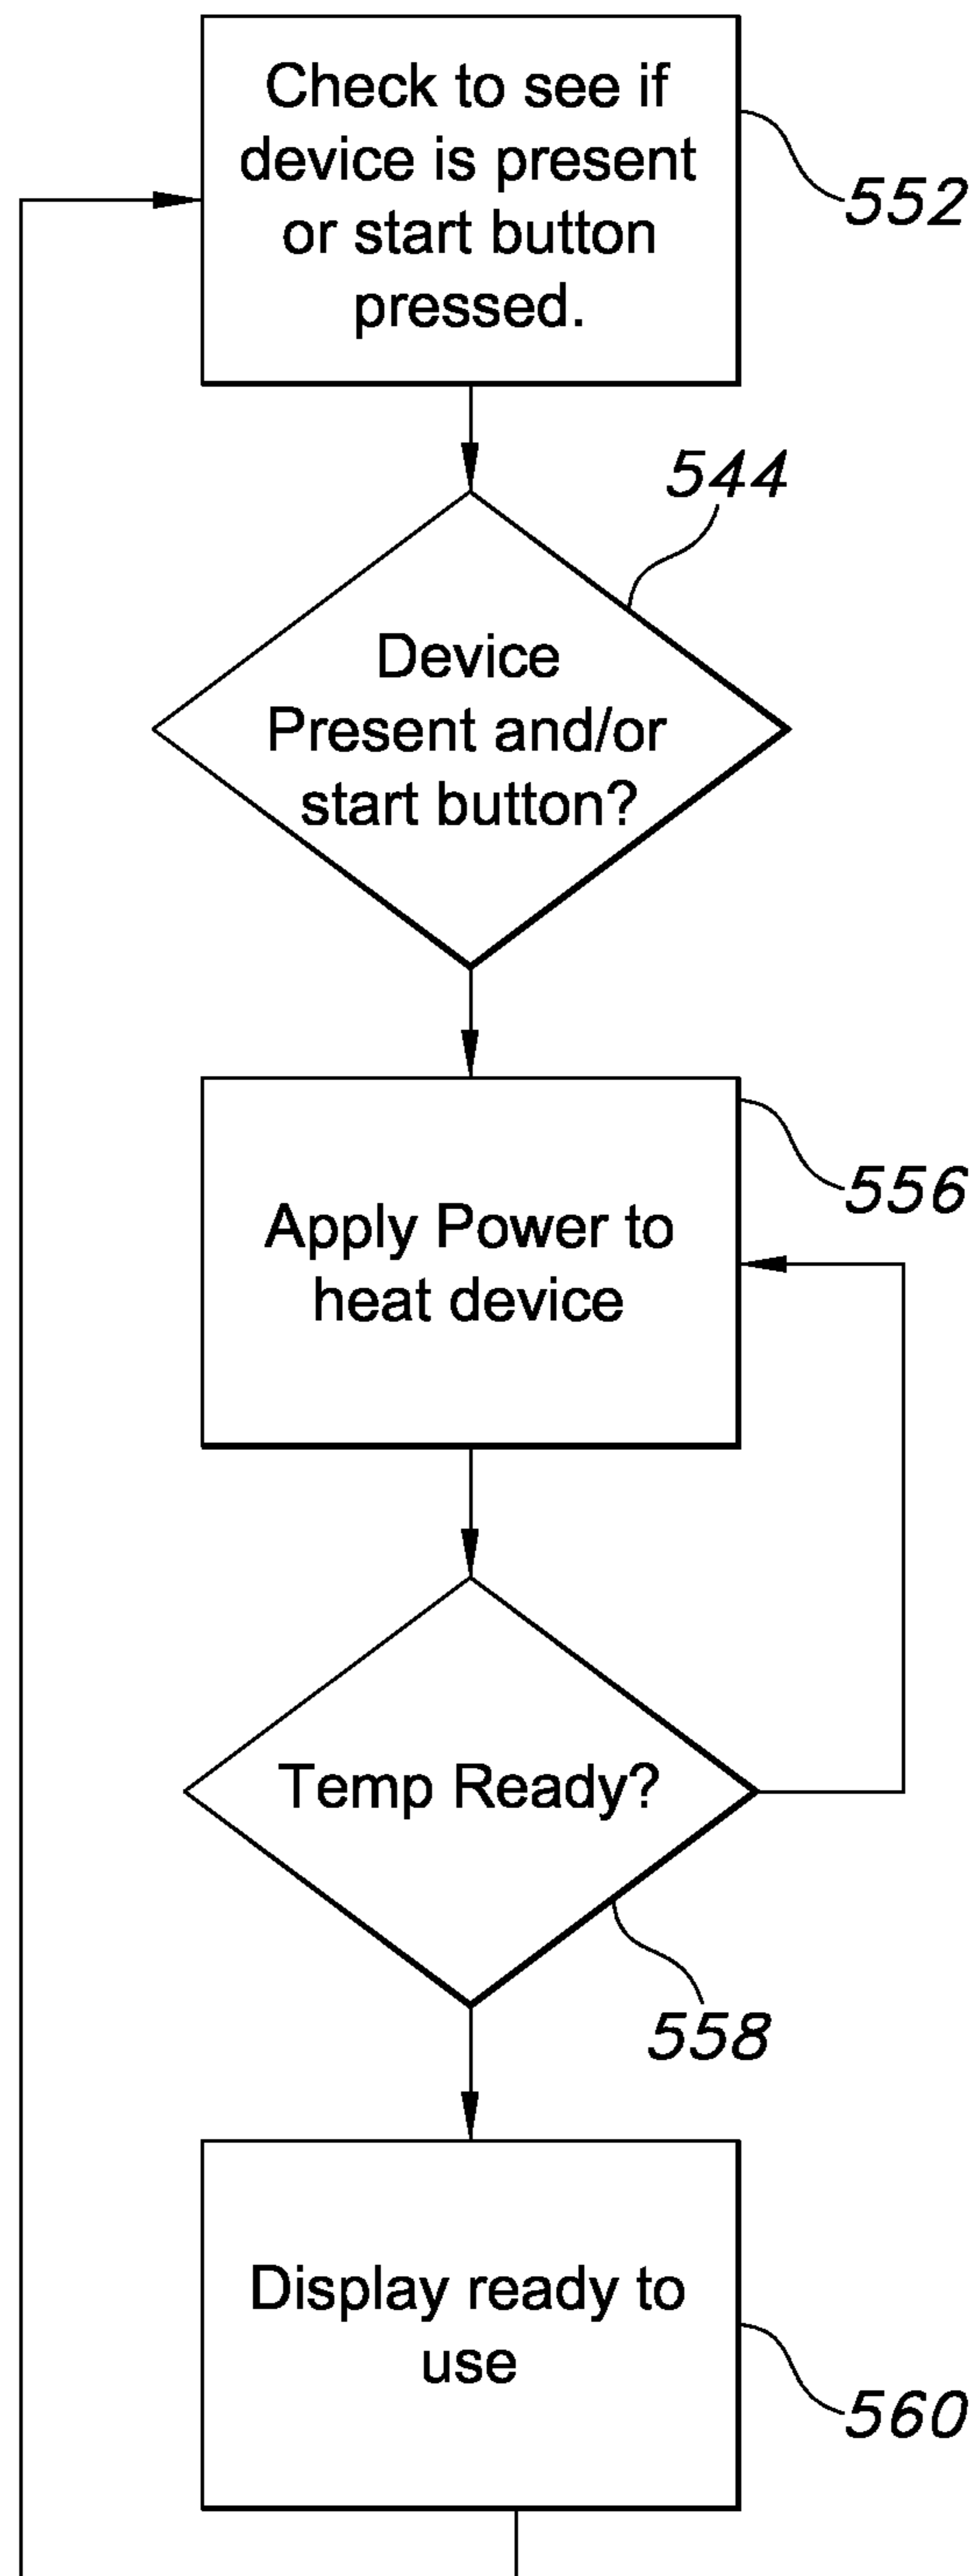 Check to see if
device is present
or start button
pressed.
552
544
Device
Present and/or
start button?
556
Apply Power to
heat device
Temp Ready?
558
Display ready to
use
560